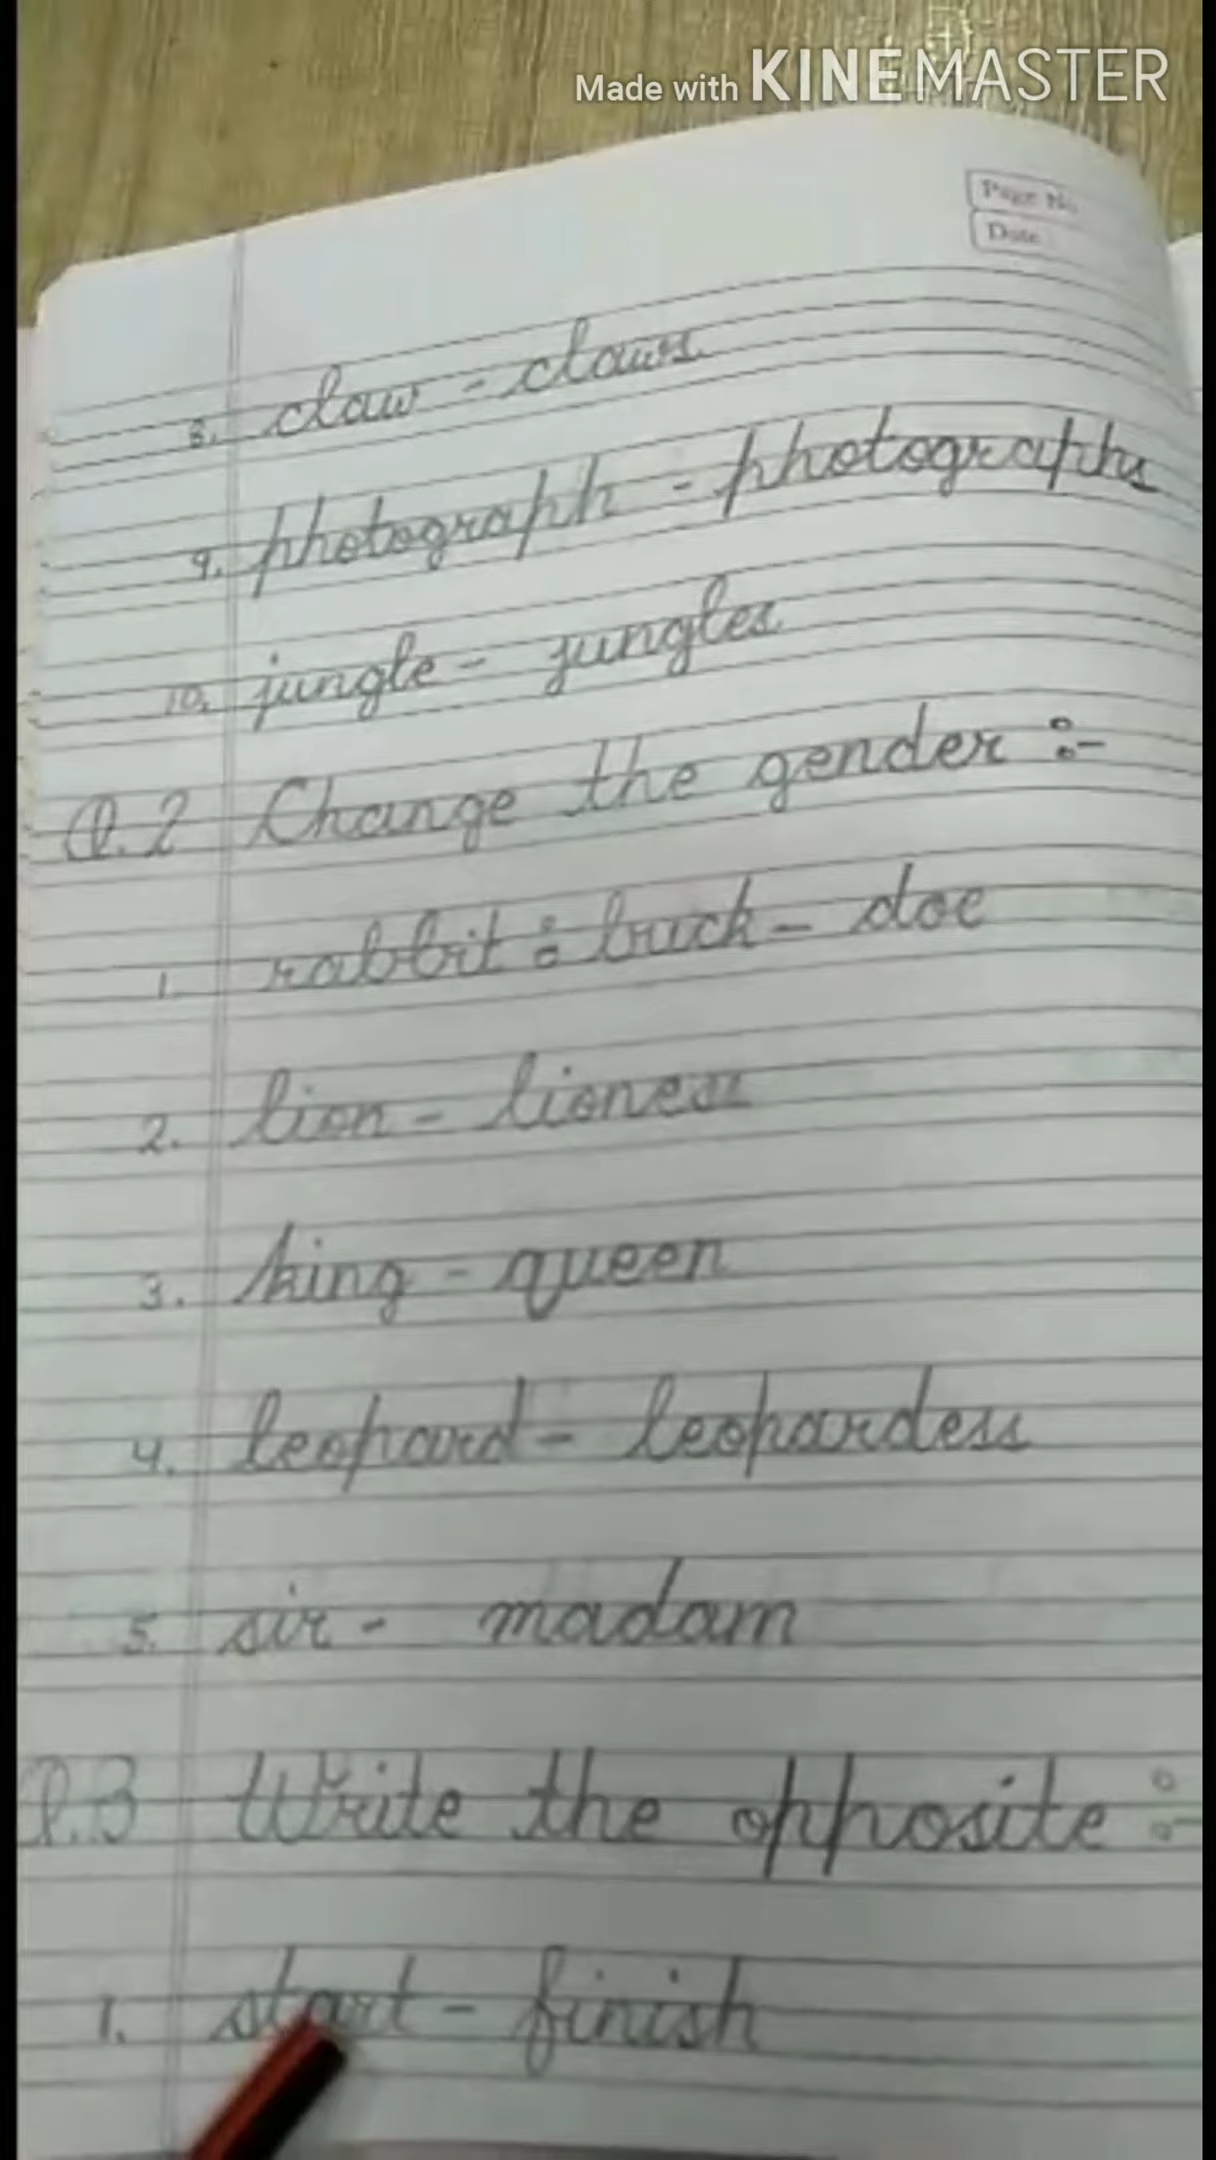 Made with KINEMASTER
Page No.
Date
8. claw - claws
9. photograph - photographs
10. jungle - jungles
Q.2 Change the gender :-
1. rabbit : buck - doe
2. lion - lioness
3. king - queen
4. leopard - leopardess
5. sir - madam
Q.3 Write the opposite :-
1. start - finish